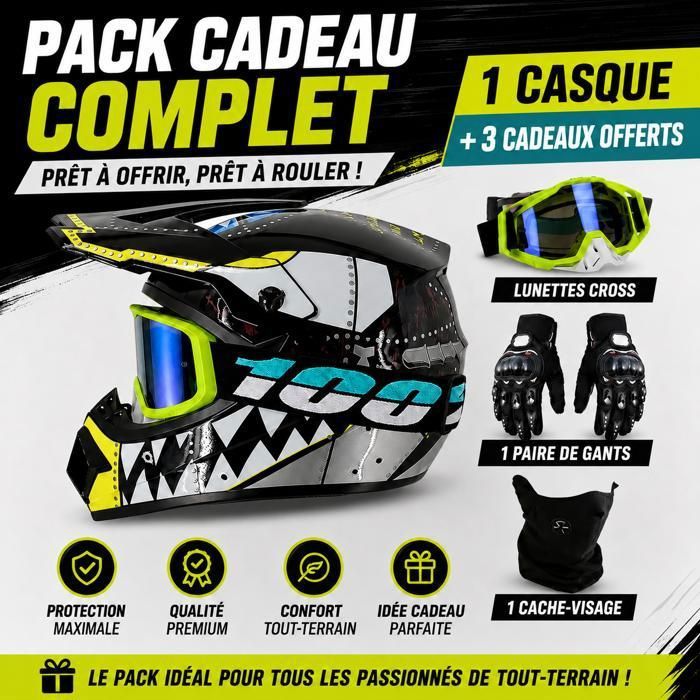 PACK CADEAU
COMPLET
PRÊT À OFFRIR, PRÊT À ROULER !
1 CASQUE
+ 3 CADEAUX OFFERTS
LUNETTES CROSS
1 PAIRE DE GANTS
1 CACHE-VISAGE
100
PROTECTION
MAXIMALE
QUALITÉ
PREMIUM
CONFORT
TOUT-TERRAIN
IDÉE CADEAU
PARFAITE
LE PACK IDÉAL POUR TOUS LES PASSIONNÉS DE TOUT-TERRAIN !